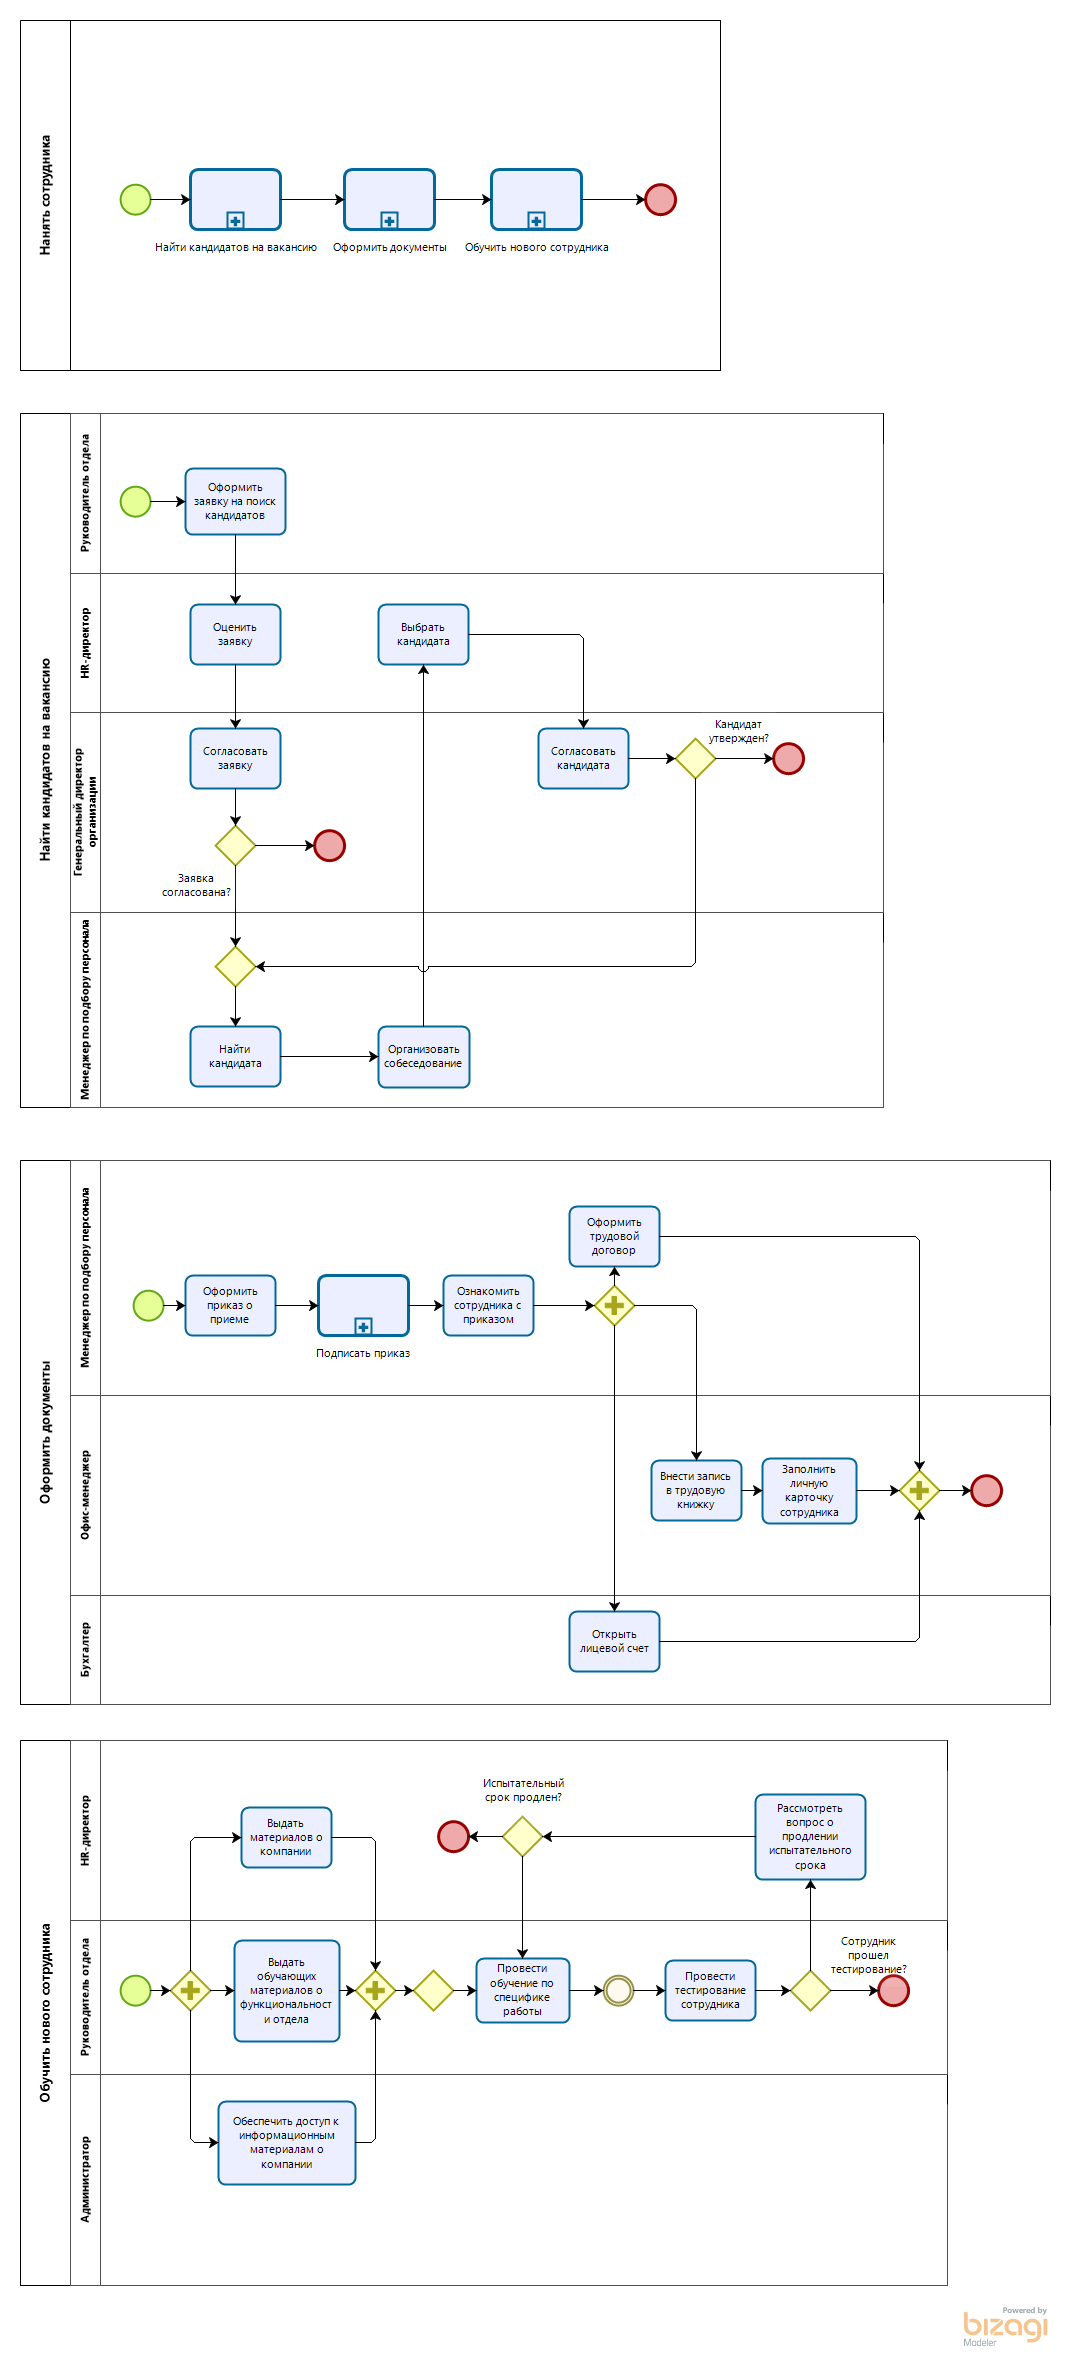 Нанять сотрудника
Найти кандидатов на вакансию
Оформить документы
Обучить нового сотрудника
Найти кандидатов на вакансию
Руководитель отдела
Оформить
заявку на поиск
кандидатов
HR-директор
Оценить
заявку
Выбрать
кандидата
Генеральный директор
организации
Согласовать
заявку
Согласовать
кандидата
Кандидат
утвержден?
Заявка
согласована?
Менеджер по подбору персонала
Найти
кандидата
Организовать
собеседование
Оформить документы
Менеджер по подбору персонала
Оформить
приказ о
приеме
Подписать приказ
Ознакомить
сотрудника с
приказом
Оформить
трудовой
договор
Офис-менеджер
Внести запись
в трудовую
книжку
Заполнить
личную
карточку
сотрудника
Бухгалтер
Открыть
лицевой счет
Обучить нового сотрудника
HR-директор
Выдать
материалов о
компании
Испытательный
срок продлен?
Рассмотреть
вопрос о
продлении
испытательного
срока
Руководитель отдела
Выдать
обучающих
материалов о
функциональност
и отдела
Провести
обучение по
специфике
работы
Провести
тестирование
сотрудника
Сотрудник
прошел
тестирование?
Администратор
Обеспечить доступ к
информационным
материалам о
компании
Powered by
bizagi
Modeler